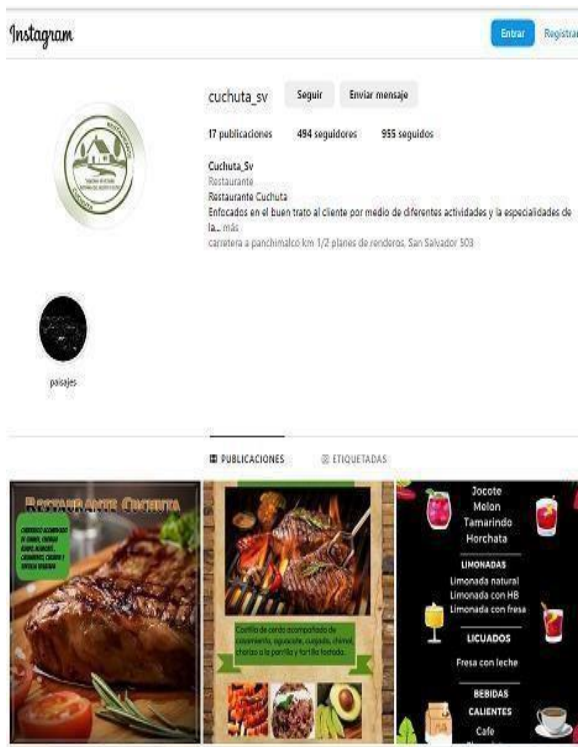 Instagram
Entrar
Registrar
cuchuta_sv
Seguir
Enviar mensaje
17 publicaciones
494 seguidores
955 seguidos
Cuchuta_Sv
Restaurante
Restaurante Cuchuta
Enfocados en el buen trato al cliente por medio de diferentes actividades y la especialidades de
la... más
carretera a panchimalco km 1/2 planes de renderos, San Salvador 503
RESTAURANTE
CUCHUTA
paisajes
PUBLICACIONES
ETIQUETADAS
RESTAURANTE CUCHUTA
Costilla de cerdo acompañado de
casamiento, aguacate, cuajada, chimol,
chorizo a la parrilla y tortilla tostada.
Jocote
Melon
Tamarindo
Horchata
LIMONADAS
Limonada natural
Limonada con HB
Limonada con fresa
LICUADOS
Fresa con leche
BEBIDAS
CALIENTES
Cafe